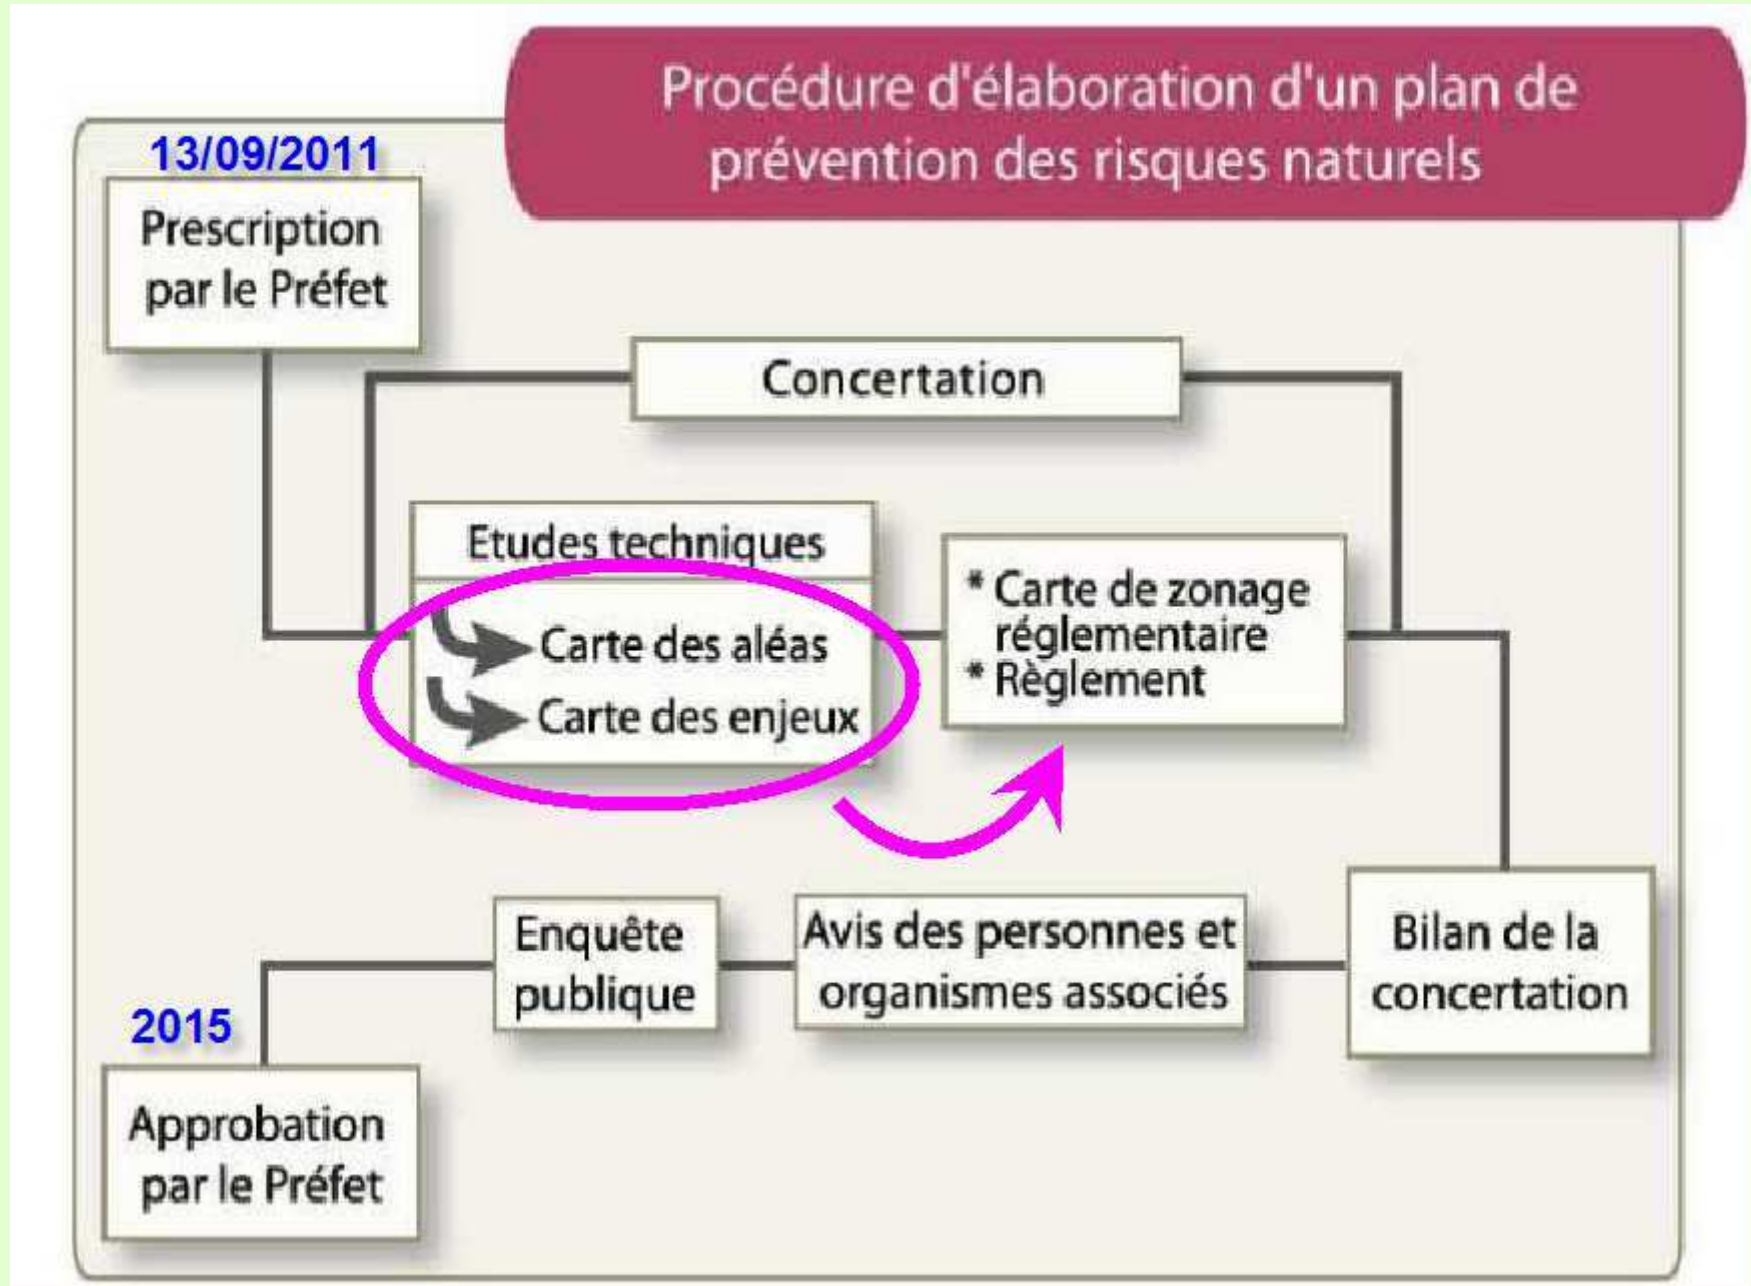 Procédure d'élaboration d'un plan de
prévention des risques naturels
13/09/2011
Prescription
par le Préfet
Concertation
Etudes techniques
Carte des aléas
Carte des enjeux
* Carte de zonage
réglementaire
* Règlement
Bilan de la
concertation
Avis des personnes et
organismes associés
Enquête
publique
2015
Approbation
par le Préfet